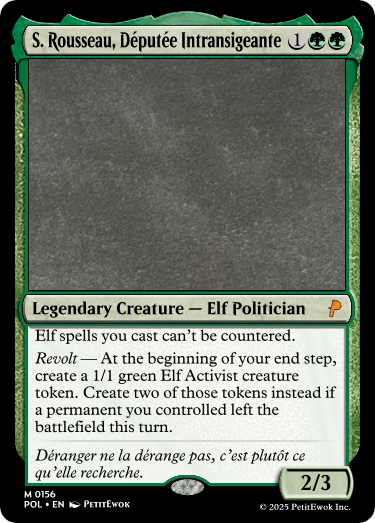 S. Rousseau, Députée Intransigeante 1
Legendary Creature — Elf Politician
Elf spells you cast can't be countered.
Revolt — At the beginning of your end step,
create a 1/1 green Elf Activist creature
token. Create two of those tokens instead if
a permanent you controlled left the
battlefield this turn.
Déranger ne la dérange pas, c'est plutôt ce
qu'elle recherche.
2/3
M 0156
POL • EN PetitEwok
© 2025 PetitEwok Inc.